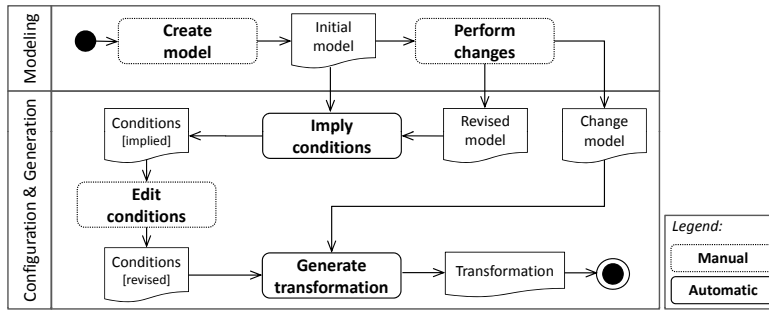 Modeling
Create
model
Initial
model
Perform
changes
Configuration & Generation
Conditions
[implied]
Imply
conditions
Revised
model
Change
model
Edit
conditions
Conditions
[revised]
Generate
transformation
Transformation
Legend:
Manual
Automatic